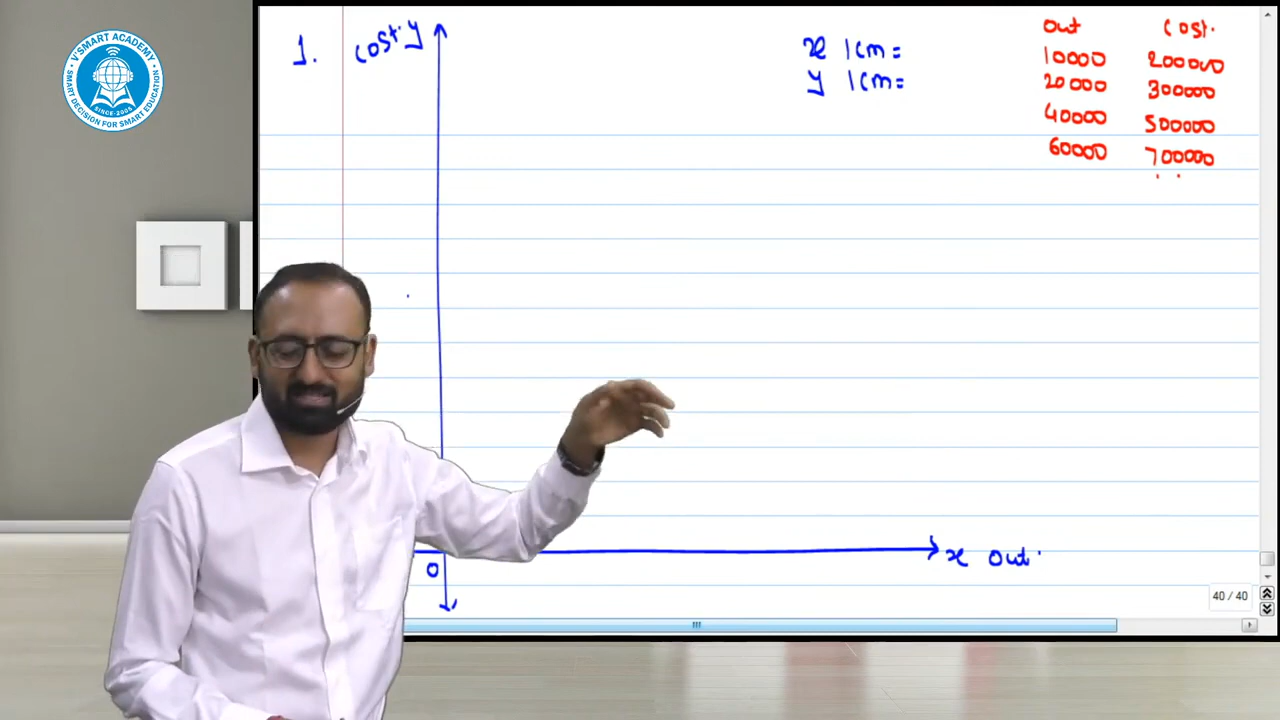 V'SMART ACADEMY
SMART DECISION FOR SMART EDUCATION
SINCE-2005
1. Cost. y
x 1cm=
y 1cm=
Out Cost.
10000 200000
20000 300000
40000 500000
60000 700000
0
x Out.
40 / 40